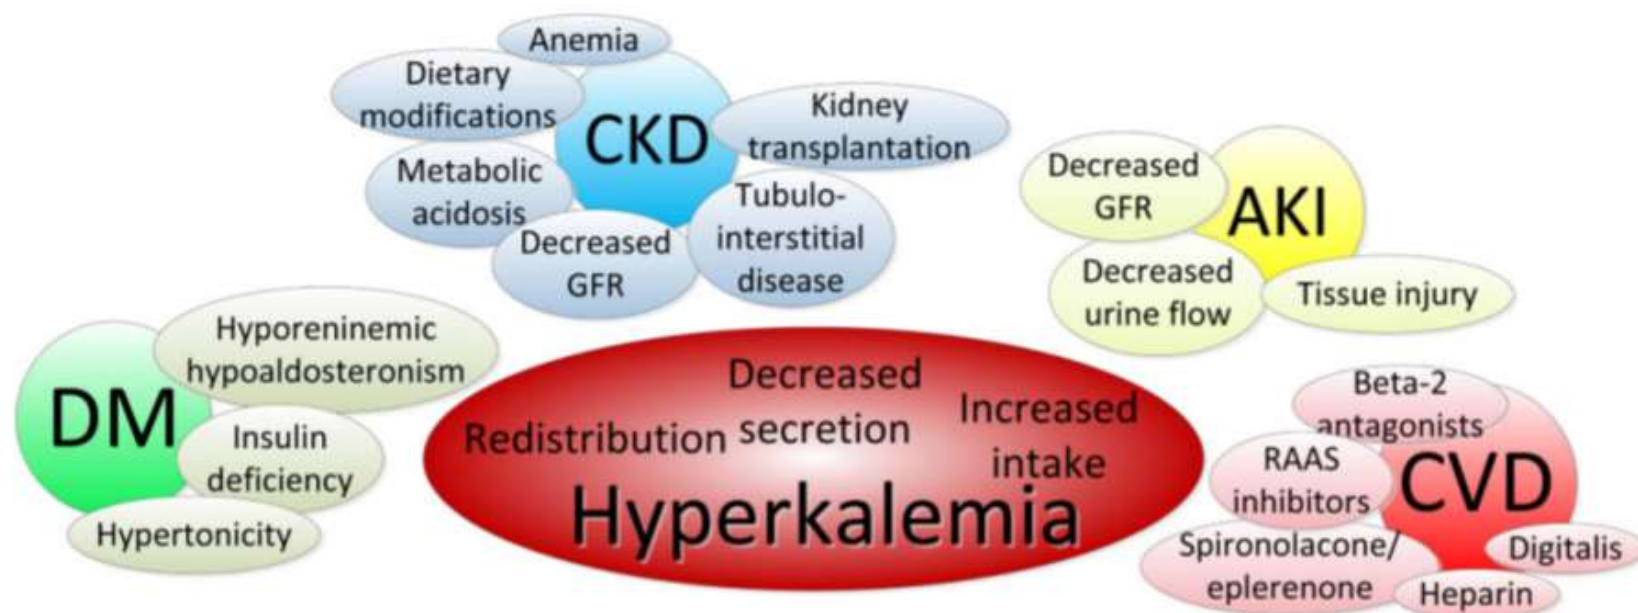 Anemia
Dietary
modifications
CKD
Kidney
transplantation
Metabolic
acidosis
Tubulo-
interstitial
disease
Decreased
GFR
Decreased
GFR
AKI
Decreased
urine flow
Tissue injury
DM
Hyporeninemic
hypoaldosteronism
Insulin
deficiency
Hypertonicity
Redistribution
Decreased
secretion
Increased
intake
Hyperkalemia
Beta-2
antagonists
RAAS
inhibitors
CVD
Spironolacone/
eplerenone
Digitalis
Heparin